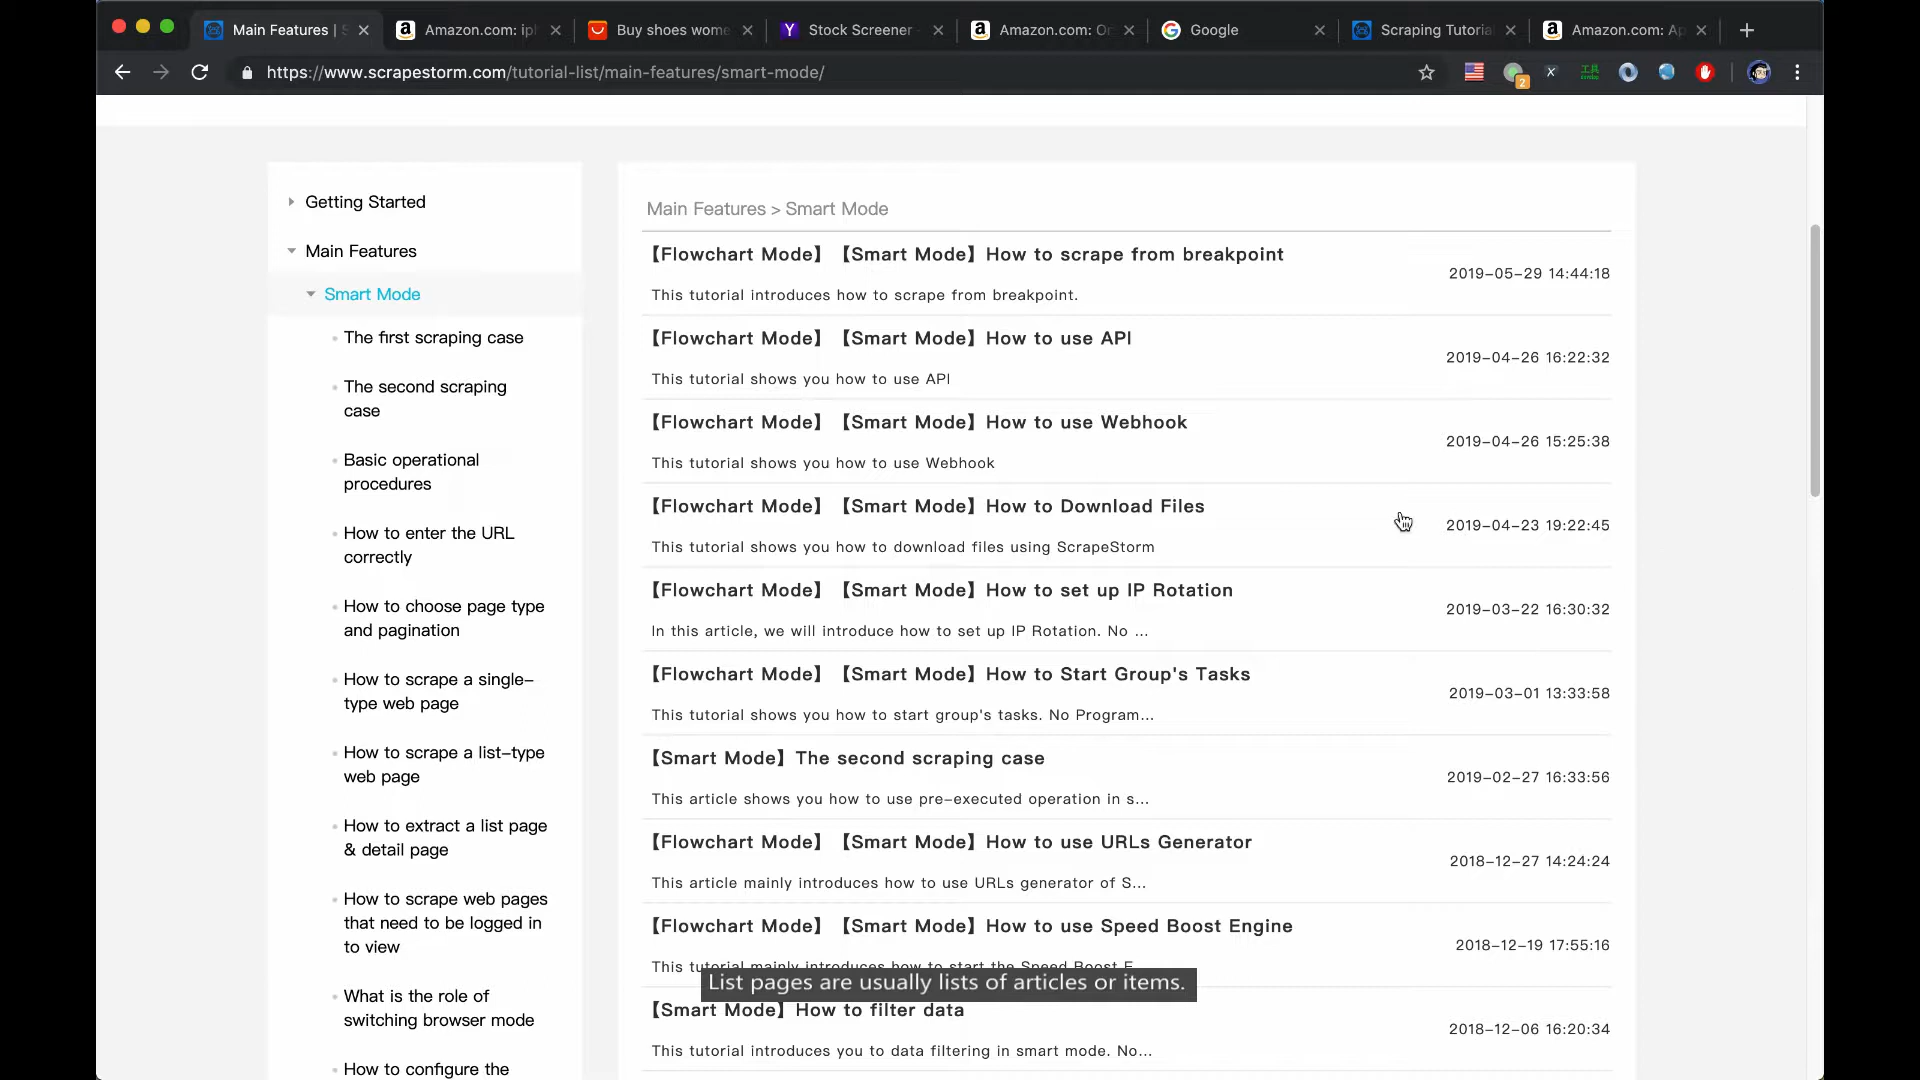 Main Features | S
Amazon.com: ip
Buy shoes wome
Stock Screener
Amazon.com: On
Google
Scraping Tutoria
Amazon.com: Ap
https://www.scrapestorm.com/tutorial-list/main-features/smart-mode/
工具
2
Getting Started
Main Features
Smart Mode
The first scraping case
The second scraping
case
Basic operational
procedures
How to enter the URL
correctly
How to choose page type
and pagination
How to scrape a single-
type web page
How to scrape a list-type
web page
How to extract a list page
& detail page
How to scrape web pages
that need to be logged in
to view
What is the role of
switching browser mode
How to configure the
Main Features > Smart Mode
【Flowchart Mode】【Smart Mode】How to scrape from breakpoint
2019-05-29 14:44:18
This tutorial introduces how to scrape from breakpoint.
【Flowchart Mode】【Smart Mode】How to use API
2019-04-26 16:22:32
This tutorial shows you how to use API
【Flowchart Mode】【Smart Mode】How to use Webhook
2019-04-26 15:25:38
This tutorial shows you how to use Webhook
【Flowchart Mode】【Smart Mode】How to Download Files
2019-04-23 19:22:45
This tutorial shows you how to download files using ScrapeStorm
【Flowchart Mode】【Smart Mode】How to set up IP Rotation
2019-03-22 16:30:32
In this article, we will introduce how to set up IP Rotation. No ...
【Flowchart Mode】【Smart Mode】How to Start Group's Tasks
2019-03-01 13:33:58
This tutorial shows you how to start group's tasks. No Program...
【Smart Mode】The second scraping case
2019-02-27 16:33:56
This article shows you how to use pre-executed operation in s...
【Flowchart Mode】【Smart Mode】How to use URLs Generator
2018-12-27 14:24:24
This article mainly introduces how to use URLs generator of S...
【Flowchart Mode】【Smart Mode】How to use Speed Boost Engine
2018-12-19 17:55:16
This tutorial mainly introduces how to start the Speed Boost E
List pages are usually lists of articles or items.
【Smart Mode】How to filter data
2018-12-06 16:20:34
This tutorial introduces you to data filtering in smart mode. No...